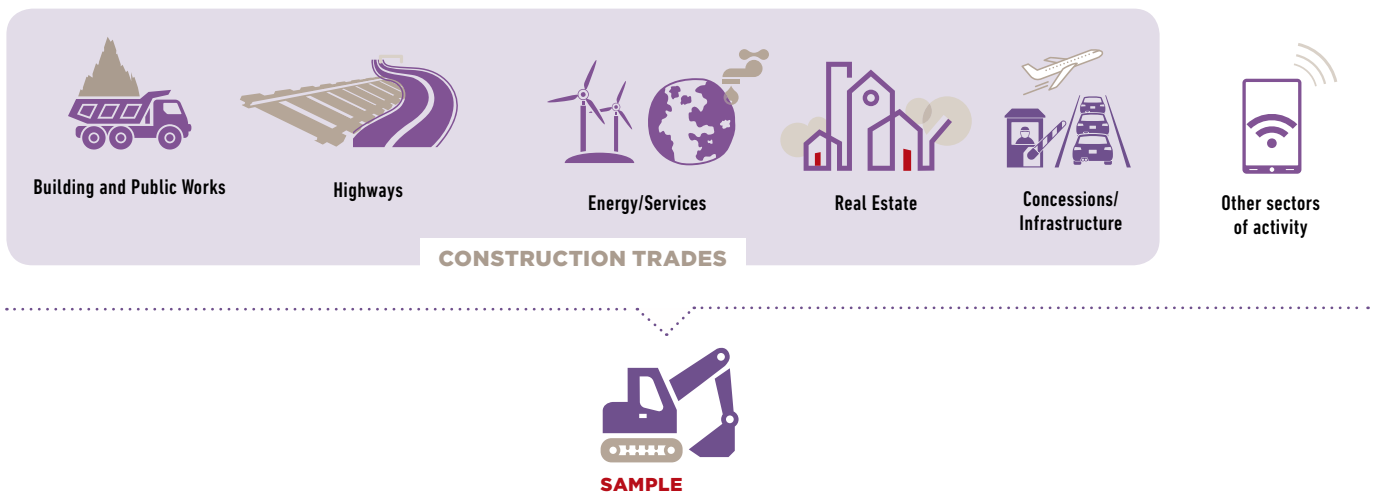 Building and Public Works
Highways
Energy/Services
Real Estate
Concessions/
Infrastructure
Other sectors
of activity
CONSTRUCTION TRADES
SAMPLE